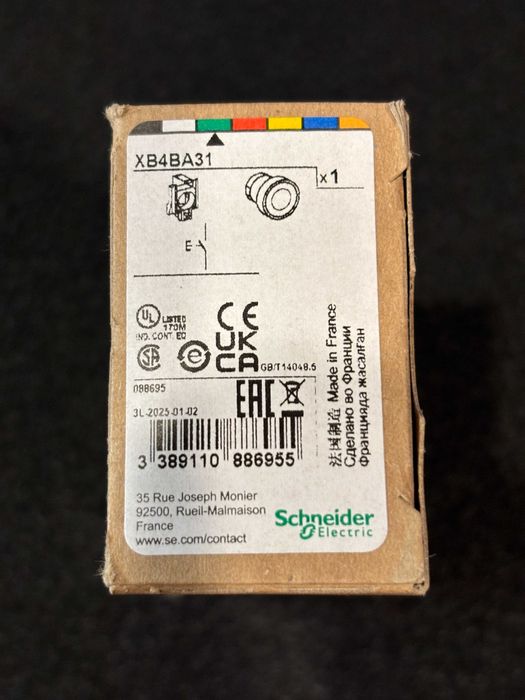 XB4BA31
x1
E
UL LISTED
170M
IND. CONT. EQ
CE
UK
CA
SA
e
GB/T14048.5
088695
EAC
3L-2025-01-02
3 389110 886955
35 Rue Joseph Monier
92500, Rueil-Malmaison
France
www.se.com/contact
Schneider
Electric
法国制造 Made in France
Сделано во Франции
Францияда жасалған